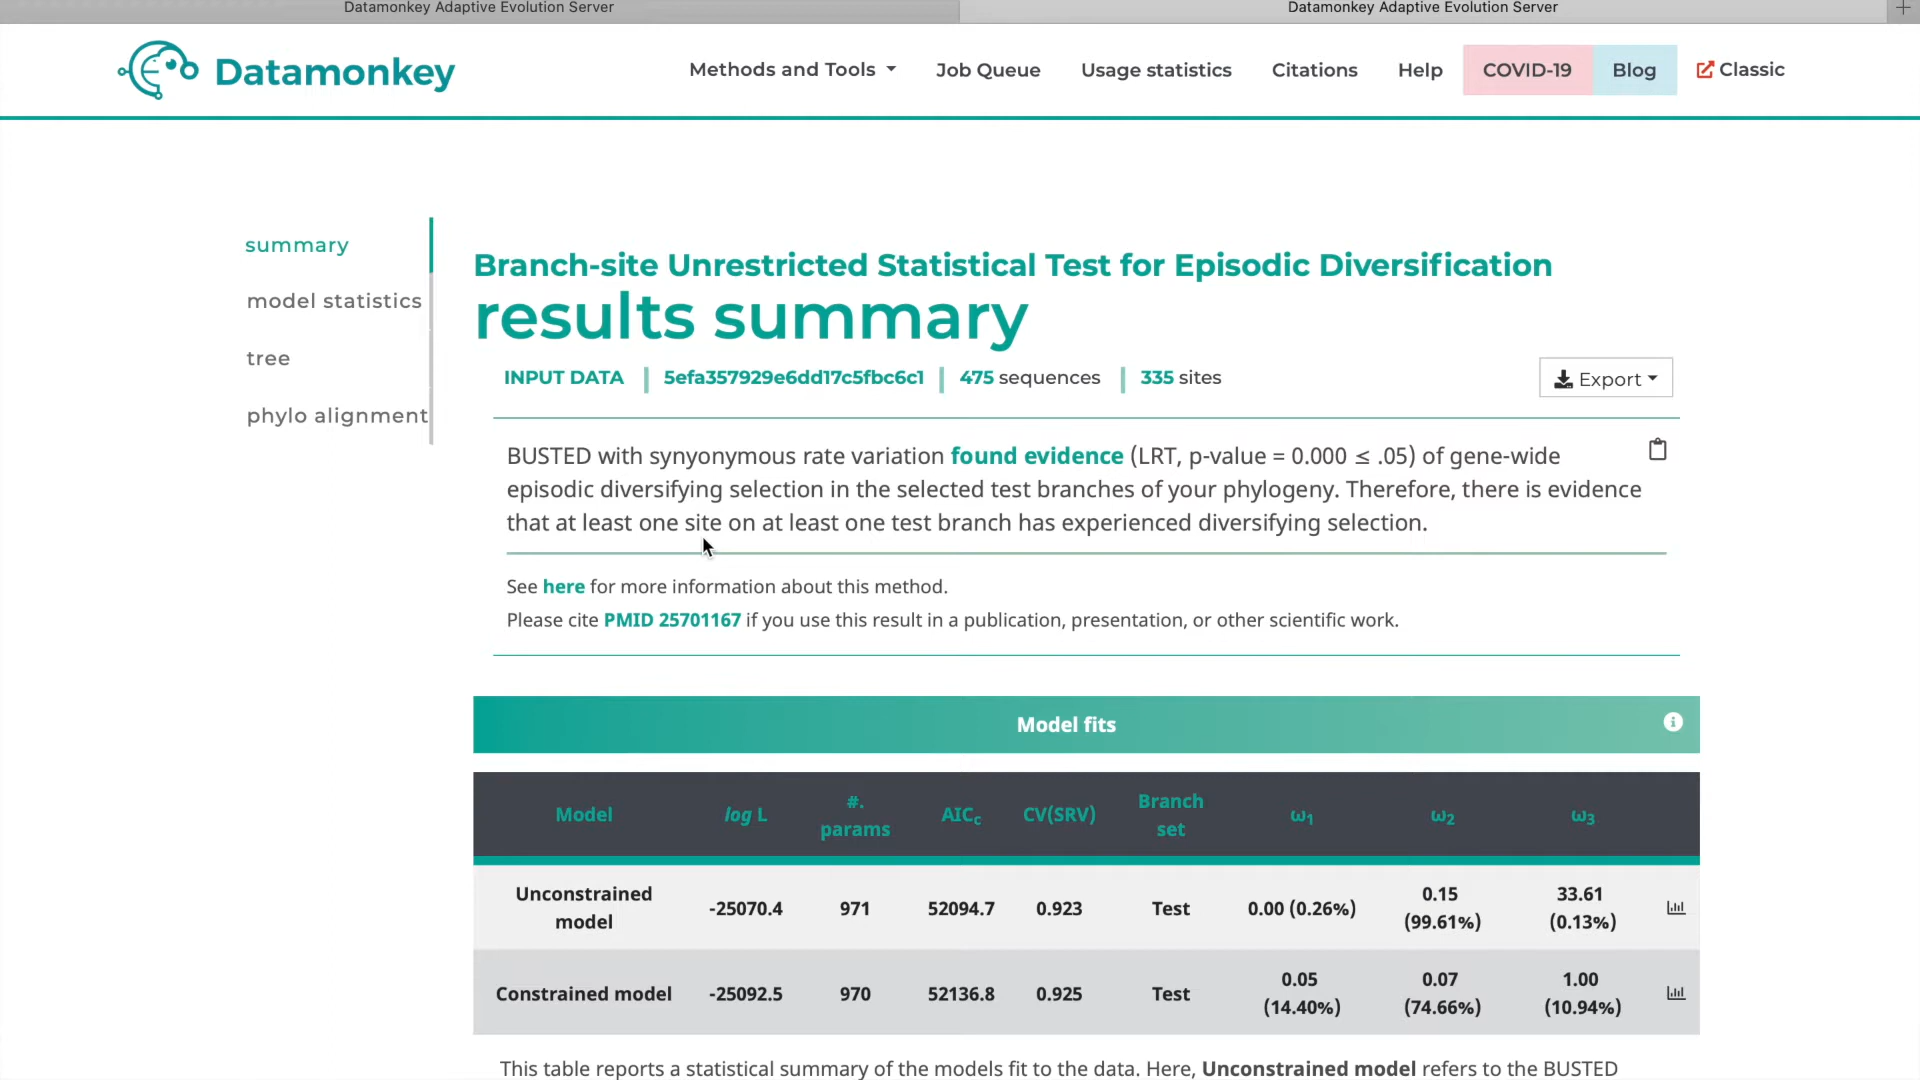 Datamonkey Adaptive Evolution Server
Datamonkey Adaptive Evolution Server
Datamonkey
Methods and Tools
Job Queue
Usage statistics
Citations
Help
COVID-19
Blog
Classic
summary
model statistics
tree
phylo alignment
Branch-site Unrestricted Statistical Test for Episodic Diversification
results summary
INPUT DATA | 5efa357929e6dd17c5fbc6c1 | 475 sequences | 335 sites
Export
BUSTED with synyonymous rate variation found evidence (LRT, p-value = 0.000 ≤ .05) of gene-wide
episodic diversifying selection in the selected test branches of your phylogeny. Therefore, there is evidence
that at least one site on at least one test branch has experienced diversifying selection.
See here for more information about this method.
Please cite PMID 25701167 if you use this result in a publication, presentation, or other scientific work.
Model fits
Model log L #. params AICc CV(SRV) Branch set ω1 ω2 ω3
Unconstrained model -25070.4 971 52094.7 0.923 Test 0.00 (0.26%) 0.15 (99.61%) 33.61 (0.13%)
Constrained model -25092.5 970 52136.8 0.925 Test 0.05 (14.40%) 0.07 (74.66%) 1.00 (10.94%)
This table reports a statistical summary of the models fit to the data. Here, Unconstrained model refers to the BUSTED